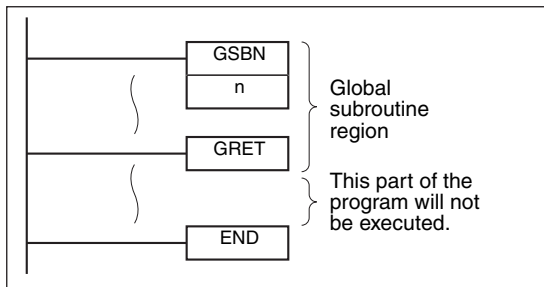 GSBN
n
Global
subroutine
region
GRET
This part of the
program will not
be executed.
END